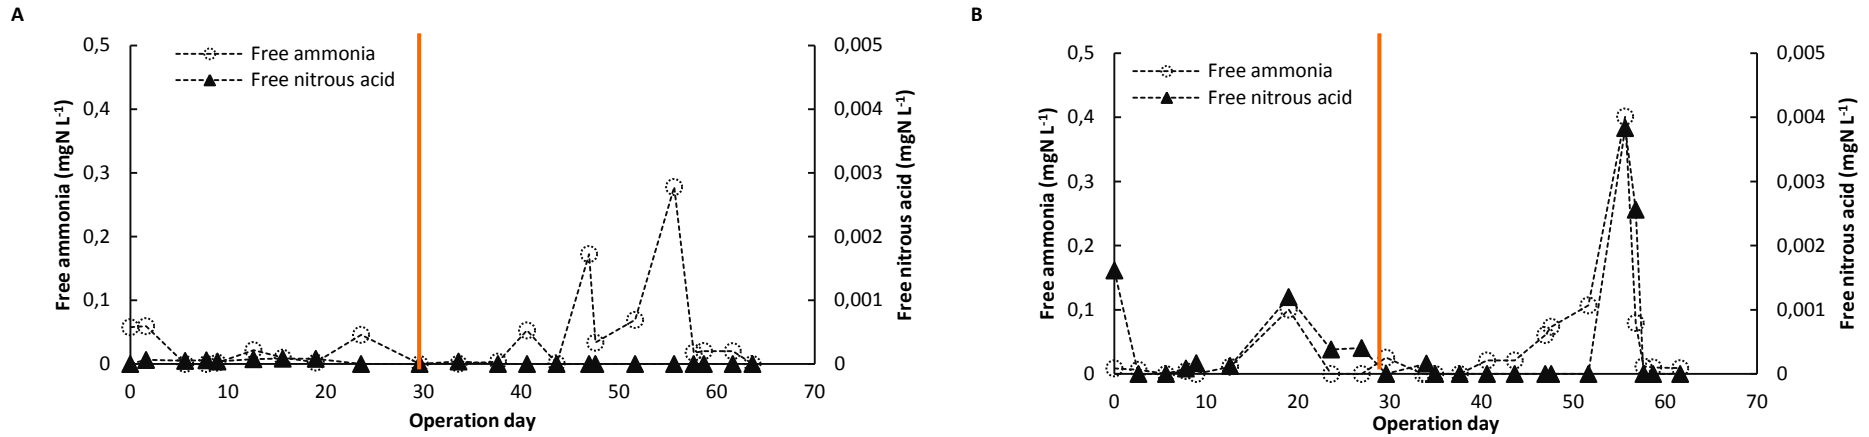 A
Free ammonia (mgN L-1)
0,5
0,4
0,3
0,2
0,1
0
Free ammonia
Free nitrous acid
0,005
0,004
0,003
0,002
0,001
0
Free nitrous acid (mgN L-1)
0 10 20 30 40 50 60 70
Operation day
B
Free ammonia (mgN L-1)
0,5
0,4
0,3
0,2
0,1
0
Free ammonia
Free nitrous acid
0,005
0,004
0,003
0,002
0,001
0
Free nitrous acid (mgN L-1)
0 10 20 30 40 50 60 70
Operation day